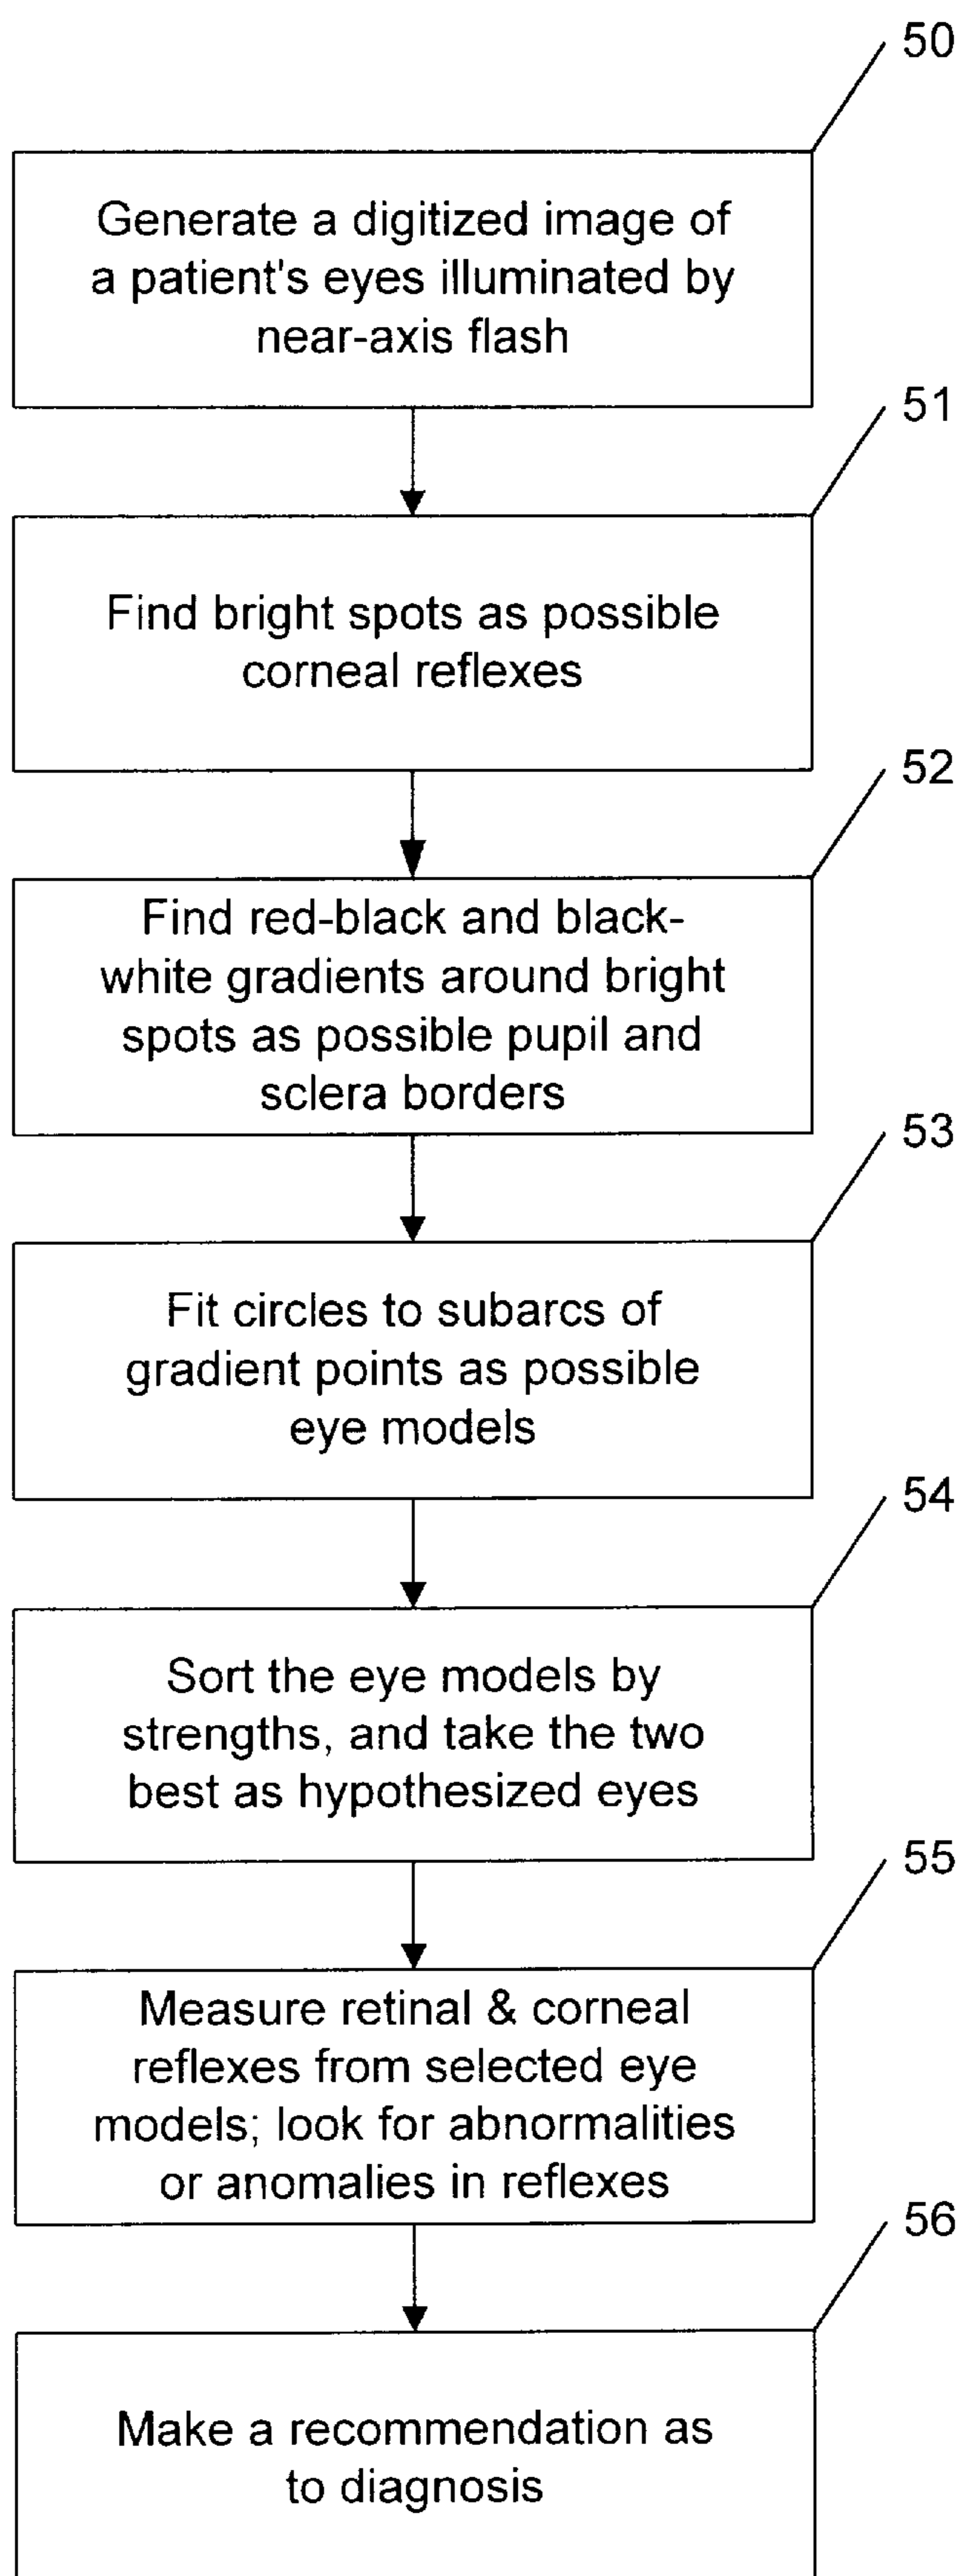 50
Generate a digitized image of
a patient's eyes illuminated by
near-axis flash
51
Find bright spots as possible
corneal reflexes
52
Find red-black and black-
white gradients around bright
spots as possible pupil and
sclera borders
53
Fit circles to subarcs of
gradient points as possible
eye models
54
Sort the eye models by
strengths, and take the two
best as hypothesized eyes
55
Measure retinal & corneal
reflexes from selected eye
models; look for abnormalities
or anomalies in reflexes
56
Make a recommendation as
to diagnosis